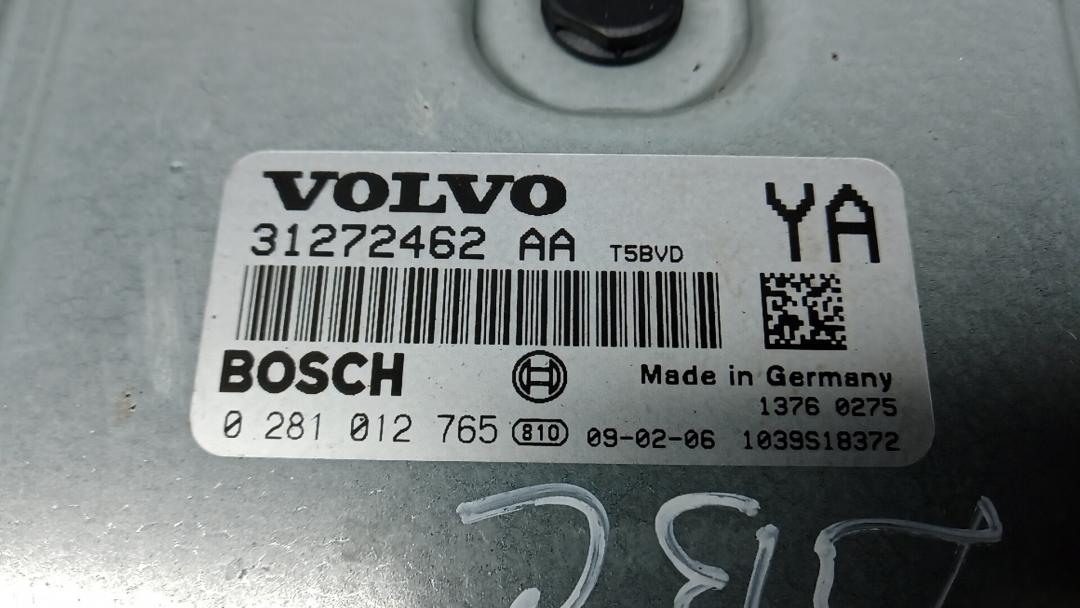 VOLVO
31272462 AA T5BVD
YA
BOSCH
Made in Germany
1376 0275
0 281 012 765 810 09-02-06 1039S18372